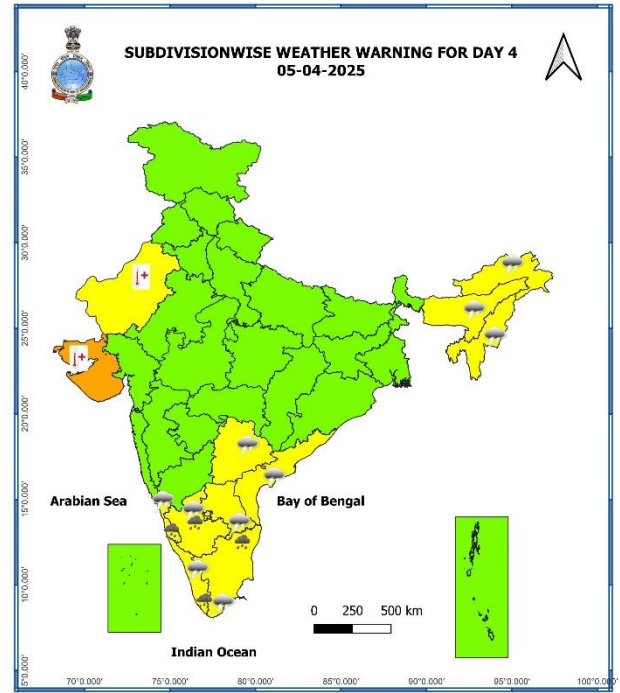 SUBDIVISIONWISE WEATHER WARNING FOR DAY 4
05-04-2025
40°0.000'
35°0.000'
30°0.000'
25°0.000'
20°0.000'
15°0.000'
10°0.000'
5°0.000'
Arabian Sea
Bay of Bengal
0 250 500 km
Indian Ocean
70°0.000' 75°0.000' 80°0.000' 85°0.000' 90°0.000' 95°0.000' 100°0.000'